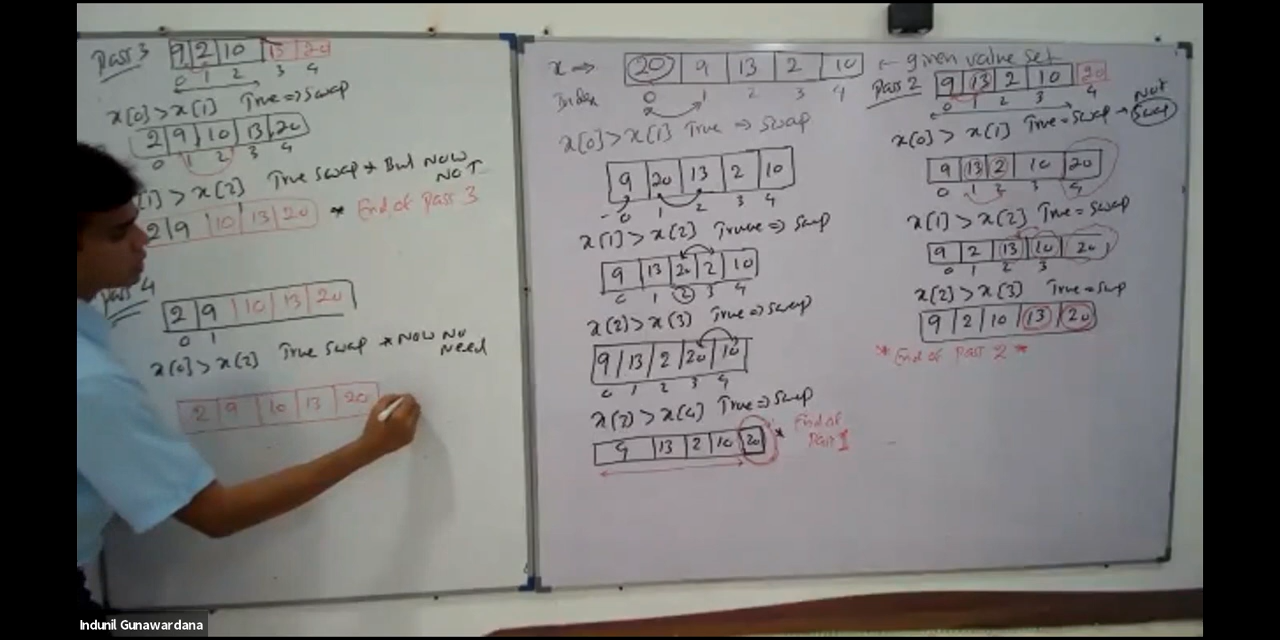 Pass 3 9 2 10 13 20
0 1 2 3 4
x[0] > x[1] True => Swap
2 9 10 13 20
0 1 2 3 4
[1] > x[2] True Swap * But Now NOT
2 9 10 13 20 * End of Pass 3
Pass 4
2 9 10 13 20
0 1
x[0] > x[2] True Swap * Now No Need
2 9 10 13 20
x => 20 9 13 2 10 ← given value set
Index 0 1 2 3 4
x[0] > x[1] True => Swap
9 20 13 2 10
0 1 2 3 4
x[1] > x[2] True => Swap
9 13 20 2 10
0 1 2 3 4
x[2] > x[3] True => Swap
9 13 2 20 10
0 1 2 3 4
x[3] > x[4] True => Swap
9 13 2 10 20 * End of Pass 1
Pass 2 9 13 2 10 20
0 1 2 3 4
x[0] > x[1] True = Swap → Not Swap
9 13 2 10 20
0 1 2 3 4
x[1] > x[2] True = Swap
9 2 13 10 20
0 1 2 3
x[2] > x[3] True = Swap
9 2 10 13 20
* End of Pass 2 *
Indunil Gunawardana